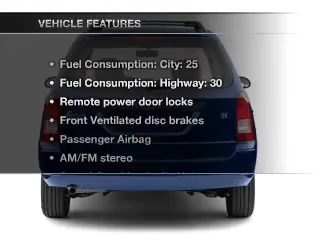 VEHICLE FEATURES
• Fuel Consumption: City: 25
• Fuel Consumption: Highway: 30
• Remote power door locks
• Front Ventilated disc brakes
• Passenger Airbag
• AM/FM stereo